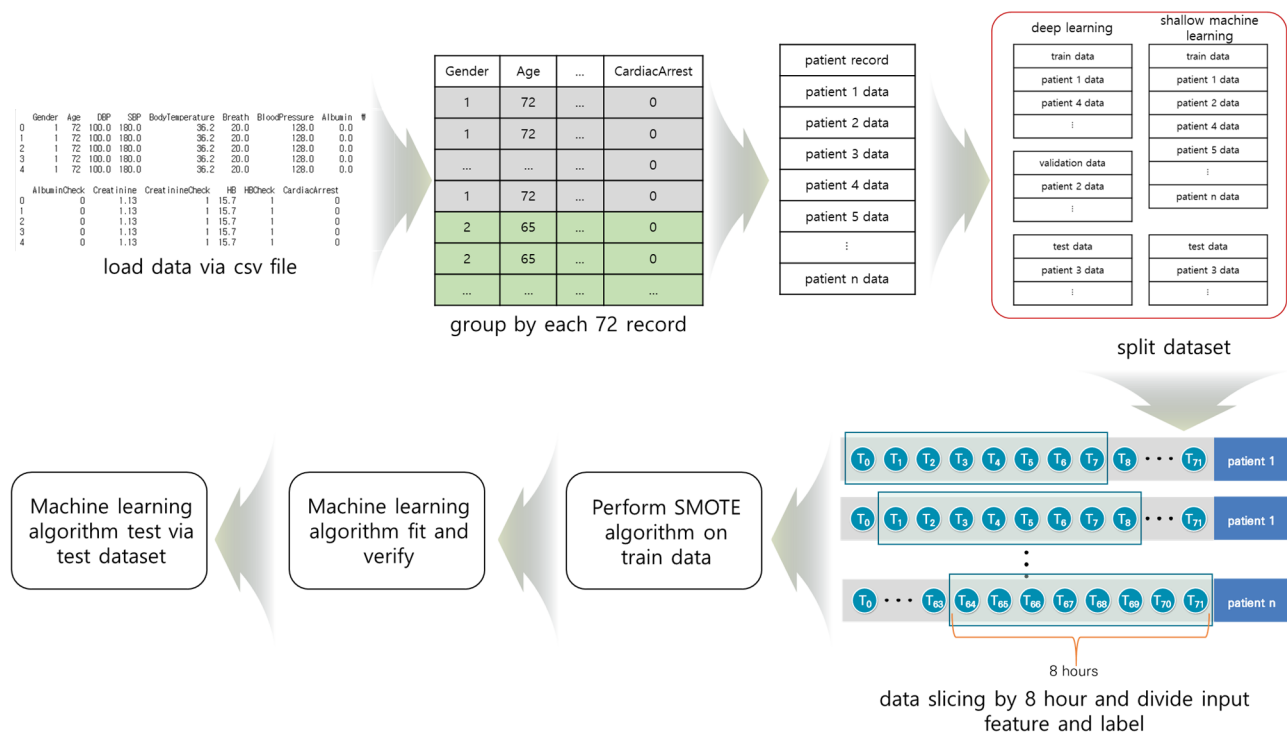 Gender Age DBP SBP BodyTemperature Breath BloodPressure Albumin ￦
0 1 72 100.0 180.0 36.2 20.0 128.0 0.0
1 1 72 100.0 180.0 36.2 20.0 128.0 0.0
2 1 72 100.0 180.0 36.2 20.0 128.0 0.0
3 1 72 100.0 180.0 36.2 20.0 128.0 0.0
4 1 72 100.0 180.0 36.2 20.0 128.0 0.0
AlbuminCheck Creatinine CreatinineCheck HB HBCheck CardiacArrest
0 0 1.13 1 15.7 1 0
1 0 1.13 1 15.7 1 0
2 0 1.13 1 15.7 1 0
3 0 1.13 1 15.7 1 0
4 0 1.13 1 15.7 1 0
load data via csv file
Gender Age ... CardiacArrest
1 72 ... 0
1 72 ... 0
... ... ... 0
1 72 ... 0
2 65 ... 0
2 65 ... 0
... ... ... ...
group by each 72 record
patient record
patient 1 data
patient 2 data
patient 3 data
patient 4 data
patient 5 data
⋮
patient n data
deep learning
train data
patient 1 data
patient 4 data
⋮
validation data
patient 2 data
⋮
test data
patient 3 data
⋮
shallow machine
learning
train data
patient 1 data
patient 2 data
patient 4 data
patient 5 data
⋮
patient n data
test data
patient 3 data
⋮
split dataset
T0 T1 T2 T3 T4 T5 T6 T7 T8 ··· T71 patient 1
T0 T1 T2 T3 T4 T5 T6 T7 T8 ··· T71 patient 1
⋮
T0 ··· T63 T64 T65 T66 T67 T68 T69 T70 T71 patient n
8 hours
data slicing by 8 hour and divide input
feature and label
Perform SMOTE
algorithm on
train data
Machine learning
algorithm fit and
verify
Machine learning
algorithm test via
test dataset